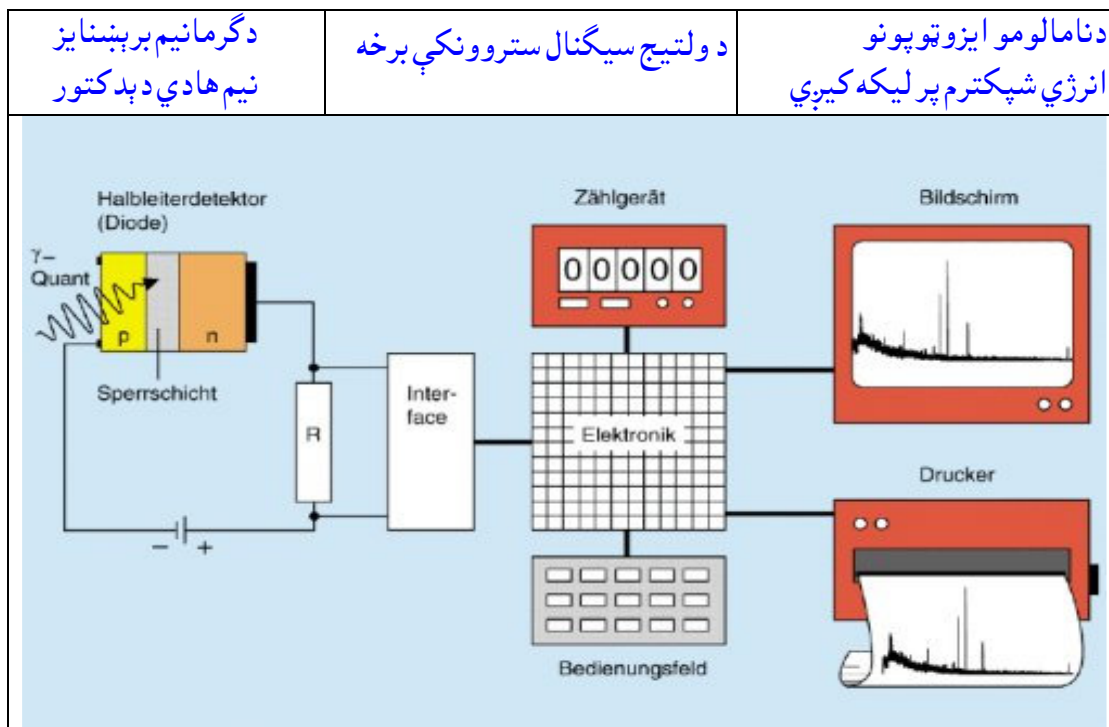 دنامالومو ایزوټوپونو
انرژي شپکترم پر لیکه کیږي
د ولتیج سیګنال ستروونکې برخه
دګرمانیم برېښنایز
نیم هادي دېدکتور
Halbleiterdetektor
(Diode)
γ–
Quant
p
n
Sperrschicht
R
– +
Inter-
face
Zählgerät
00000
Elektronik
Bedienungsfeld
Bildschirm
Drucker